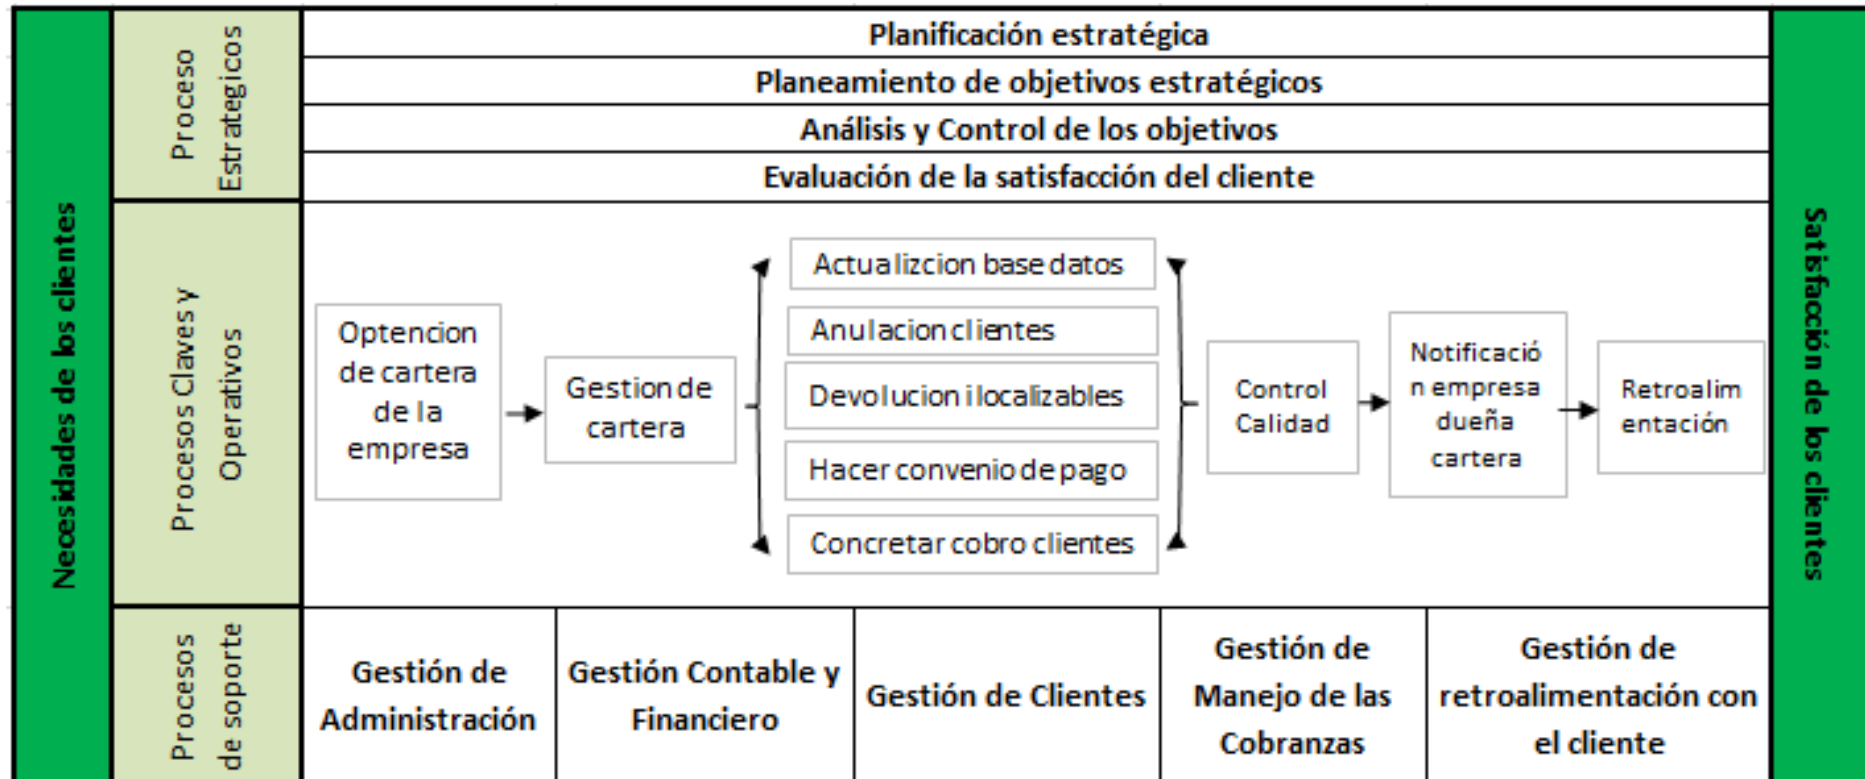 Necesidades de los clientes
Proceso
Estrategicos
Planificación estratégica
Planeamiento de objetivos estratégicos
Análisis y Control de los objetivos
Evaluación de la satisfacción del cliente
Procesos Claves y
Operativos
Optencion
de cartera
de la
empresa
Gestion de
cartera
Actualizcion base datos
Anulacion clientes
Devolucion ilocalizables
Hacer convenio de pago
Concretar cobro clientes
Control
Calidad
Notificació
n empresa
dueña
cartera
Retroalim
entación
Procesos
de soporte
Gestión de
Administración
Gestión Contable y
Financiero
Gestión de Clientes
Gestión de
Manejo de las
Cobranzas
Gestión de
retroalimentación con
el cliente
Satisfacción de los clientes